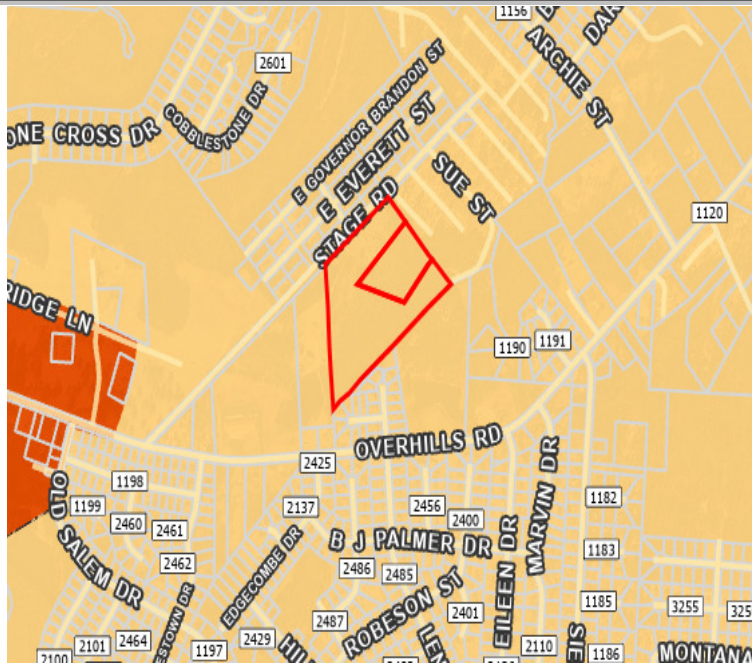 1156
ARCHIE ST
2601
E GOVERNOR BRANDON ST
COBBLESTONE DR
ONE CROSS DR
E EVERETT ST
SUE ST
STAGE RD
1120
RIDGE LN
1190
1191
OVERHILLS RD
2425
1198
1199
2460
2461
2462
2137
2456
2400
1182
MARVIN DR
EILEEN DR
B J PALMER DR
OLD SALEM DR
EDGECOMBE DR
2486
2485
1183
ROBESON ST
2487
2401
1185
3255
325
2101
2464
1197
2429
2110
1186
2100
MONTANA